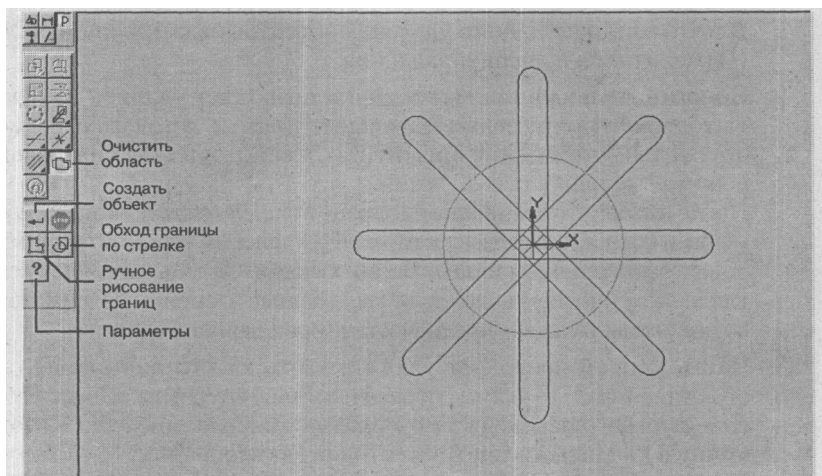 P
Очистить
область
Создать
объект
Обход границы
по стрелке
Ручное
рисование
границ
?
Параметры
Y
X